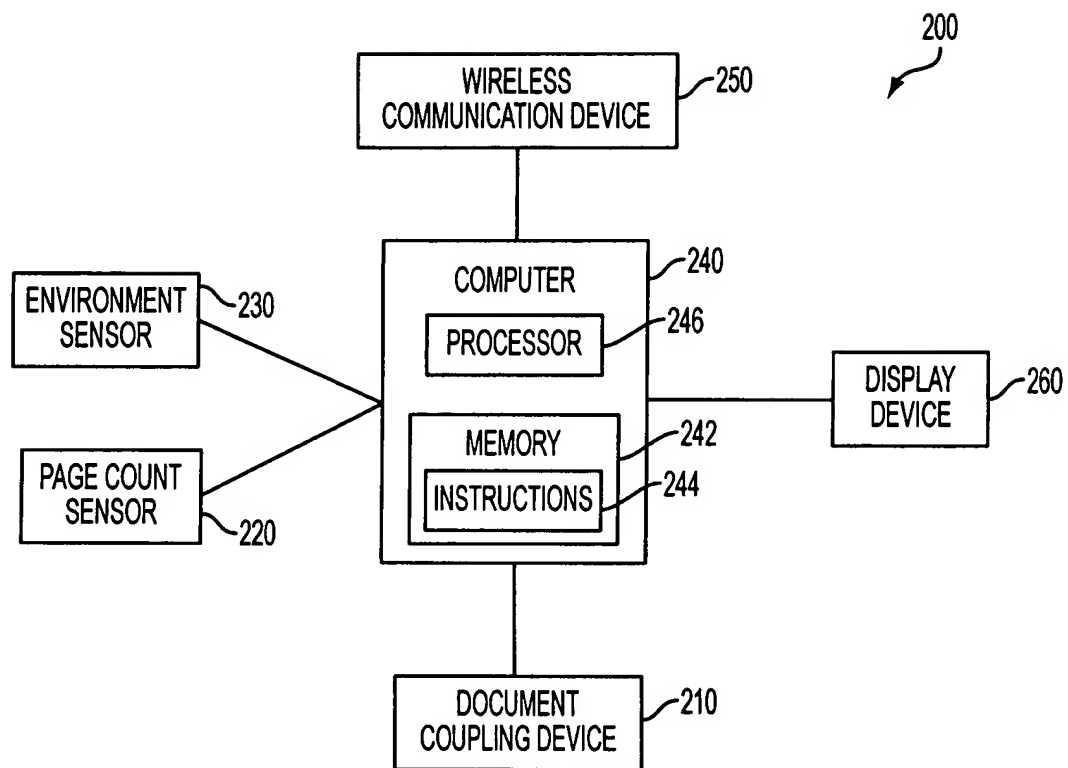 200
WIRELESS
COMMUNICATION DEVICE
250
COMPUTER
240
PROCESSOR
246
MEMORY
242
INSTRUCTIONS
244
ENVIRONMENT
SENSOR
230
PAGE COUNT
SENSOR
220
DISPLAY
DEVICE
260
DOCUMENT
COUPLING DEVICE
210